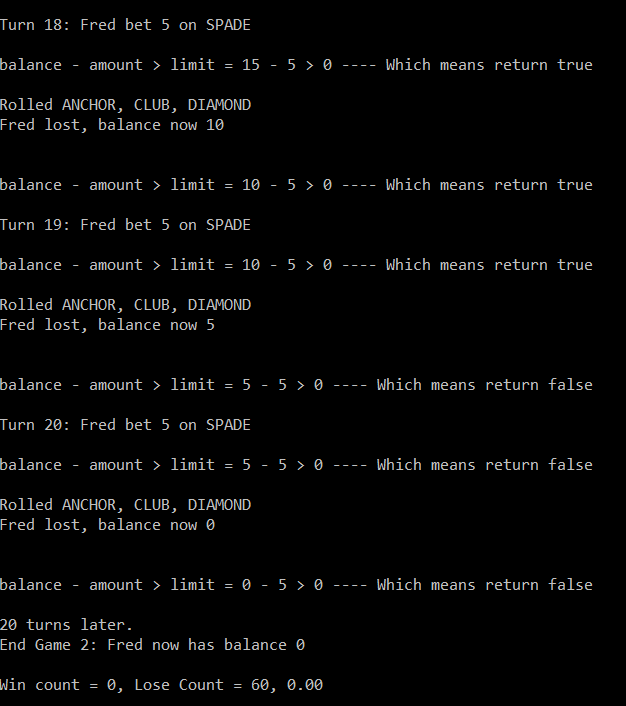 Turn 18: Fred bet 5 on SPADE
balance - amount > limit = 15 - 5 > 0 ---- Which means return true
Rolled ANCHOR, CLUB, DIAMOND
Fred lost, balance now 10
balance - amount > limit = 10 - 5 > 0 ---- Which means return true
Turn 19: Fred bet 5 on SPADE
balance - amount > limit = 10 - 5 > 0 ---- Which means return true
Rolled ANCHOR, CLUB, DIAMOND
Fred lost, balance now 5
balance - amount > limit = 5 - 5 > 0 ---- Which means return false
Turn 20: Fred bet 5 on SPADE
balance - amount > limit = 5 - 5 > 0 ---- Which means return false
Rolled ANCHOR, CLUB, DIAMOND
Fred lost, balance now 0
balance - amount > limit = 0 - 5 > 0 ---- Which means return false
20 turns later.
End Game 2: Fred now has balance 0
Win count = 0, Lose Count = 60, 0.00